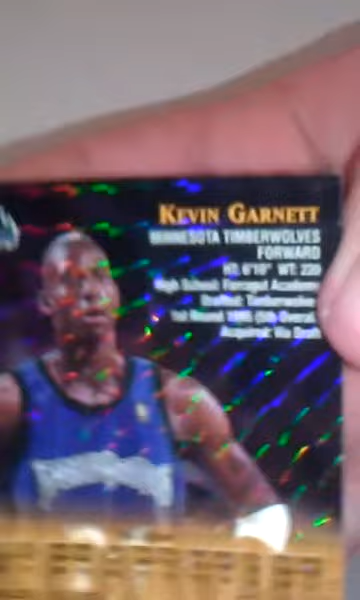 KEVIN GARNETT
MINNESOTA TIMBERWOLVES
FORWARD
HT: 6'10" WT: 220
High School: Farragut Academy
Drafted: Timberwolves
1st Round 1995 (5th Overall)
Acquired: Via Draft